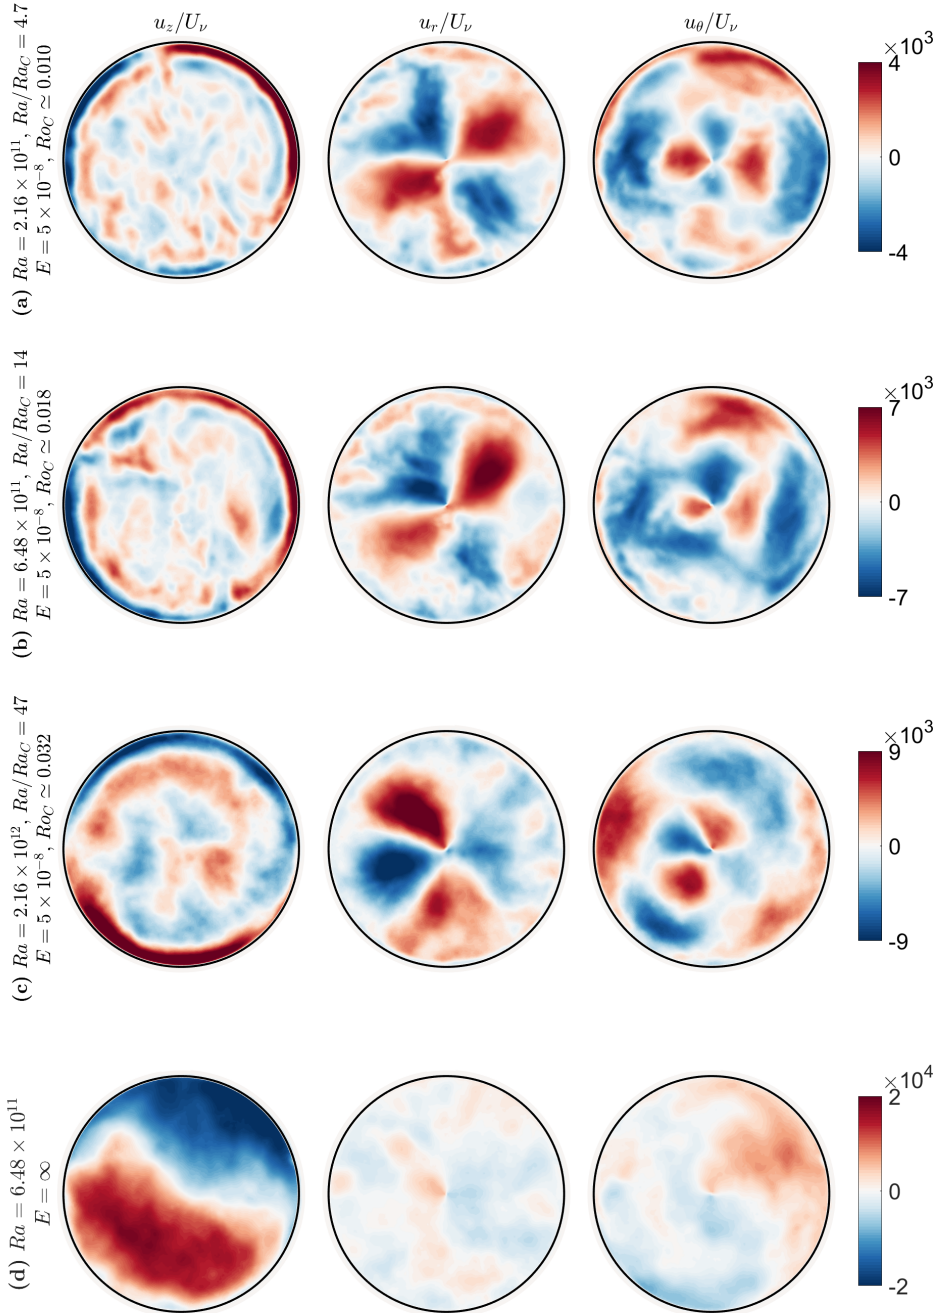 u_z/U_ν
u_r/U_ν
u_θ/U_ν
(a) Ra = 2.16 × 10^11, Ra/Ra_C = 4.7
E = 5 × 10^−8, Ro_C ≃ 0.010
×10^3
4
0
-4
(b) Ra = 6.48 × 10^11, Ra/Ra_C = 14
E = 5 × 10^−8, Ro_C ≃ 0.018
×10^3
7
0
-7
(c) Ra = 2.16 × 10^12, Ra/Ra_C = 47
E = 5 × 10^−8, Ro_C ≃ 0.032
×10^3
9
0
-9
(d) Ra = 6.48 × 10^11
E = ∞
×10^4
2
0
-2